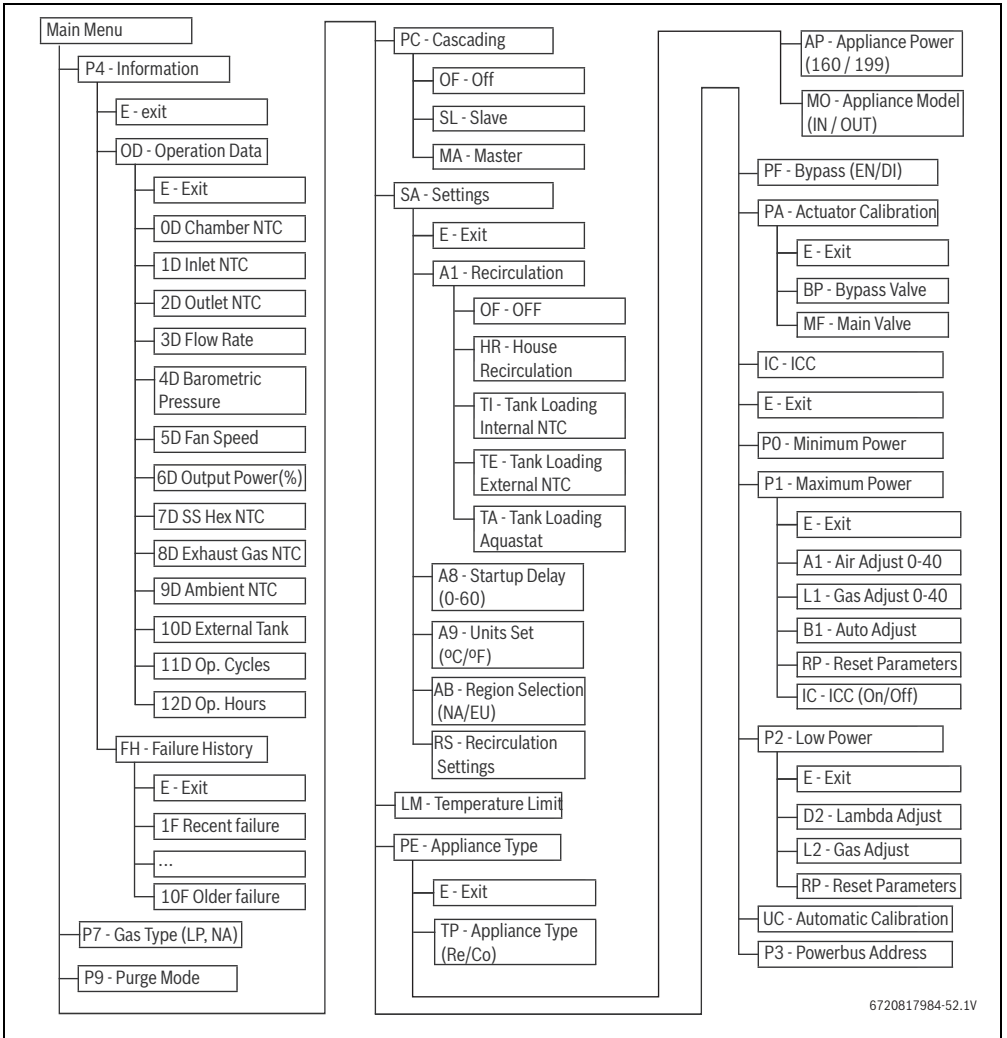 Main Menu
P4 - Information
E - exit
OD - Operation Data
E - Exit
0D Chamber NTC
1D Inlet NTC
2D Outlet NTC
3D Flow Rate
4D Barometric
Pressure
5D Fan Speed
6D Output Power(%)
7D SS Hex NTC
8D Exhaust Gas NTC
9D Ambient NTC
10D External Tank
11D Op. Cycles
12D Op. Hours
FH - Failure History
E - Exit
1F Recent failure
...
10F Older failure
P7 - Gas Type (LP, NA)
P9 - Purge Mode
PC - Cascading
OF - Off
SL - Slave
MA - Master
SA - Settings
E - Exit
A1 - Recirculation
OF - OFF
HR - House
Recirculation
TI - Tank Loading
Internal NTC
TE - Tank Loading
External NTC
TA - Tank Loading
Aquastat
A8 - Startup Delay
(0-60)
A9 - Units Set
(ºC/ºF)
AB - Region Selection
(NA/EU)
RS - Recirculation
Settings
LM - Temperature Limit
PE - Appliance Type
E - Exit
TP - Appliance Type
(Re/Co)
AP - Appliance Power
(160 / 199)
MO - Appliance Model
(IN / OUT)
PF - Bypass (EN/DI)
PA - Actuator Calibration
E - Exit
BP - Bypass Valve
MF - Main Valve
IC - ICC
E - Exit
P0 - Minimum Power
P1 - Maximum Power
E - Exit
A1 - Air Adjust 0-40
L1 - Gas Adjust 0-40
B1 - Auto Adjust
RP - Reset Parameters
IC - ICC (On/Off)
P2 - Low Power
E - Exit
D2 - Lambda Adjust
L2 - Gas Adjust
RP - Reset Parameters
UC - Automatic Calibration
P3 - Powerbus Address
6720817984-52.1V